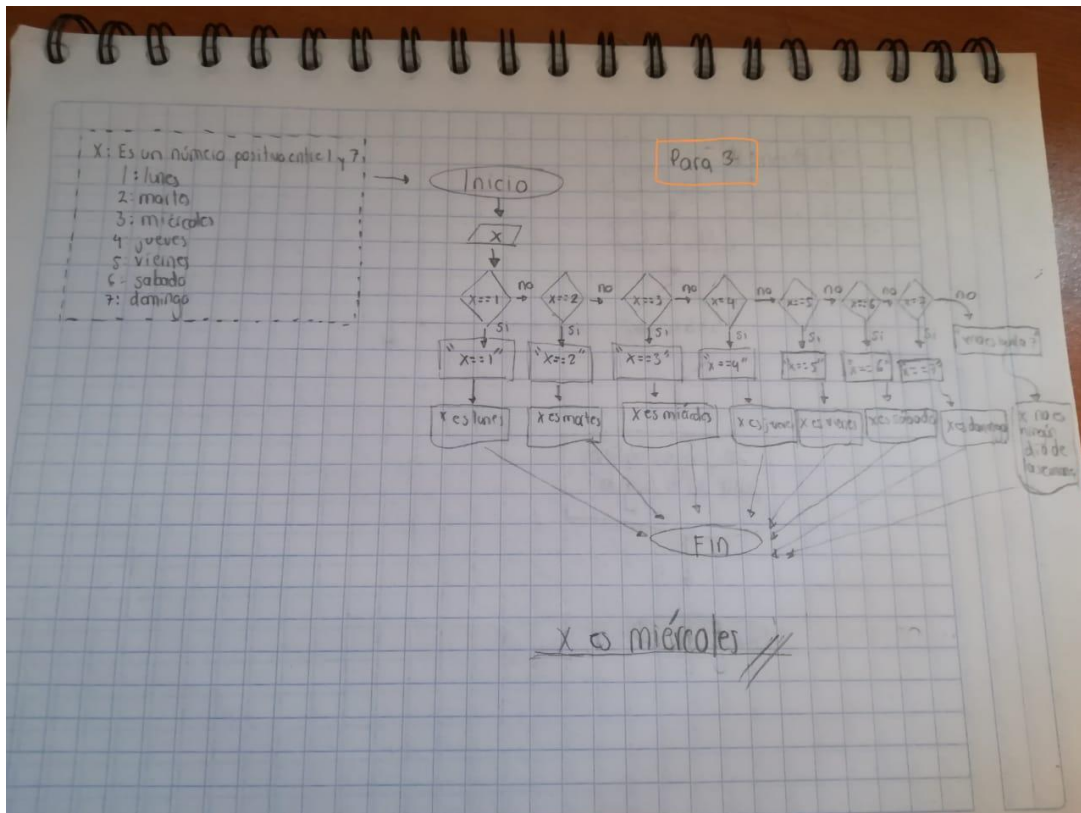 X: Es un número positivo entre 1 y 7.
1: lunes
2: martes
3: miércoles
4 jueves
5 viernes
6: sabado
7: domingo
Para 3
Inicio
X
X==1
no
X==2
no
X==3
no
x==4
no
x==5
no
x==6
no
x==7
no
Si
Si
Si
Si
Si
Si
Si
"X==1"
"X==2"
"X==3"
"x==4"
"x==5"
"x==6"
"x==7"
X es lunes
X es martes
X es miércoles
x es jueves
x es viernes
x es sábado
x es domingo
x no es
ningún
día de
la semana
FIN
X es miércoles